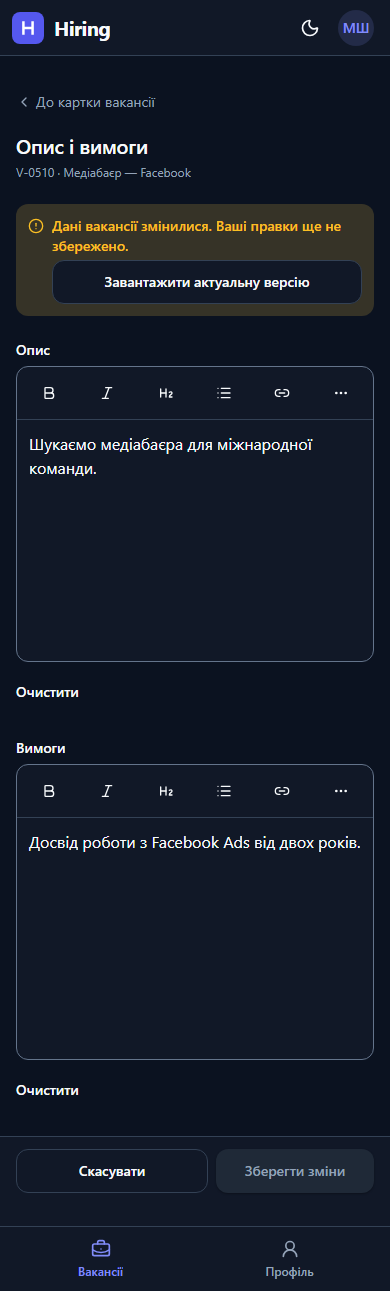 H Hiring
МШ
До картки вакансії
Опис і вимоги
V-0510 · Медіабаєр — Facebook
Дані вакансії змінилися. Ваші правки ще не
збережено.
Завантажити актуальну версію
Опис
B I H2
Шукаємо медіабаєра для міжнародної
команди.
Очистити
Вимоги
B I H2
Досвід роботи з Facebook Ads від двох років.
Очистити
Скасувати
Зберегти зміни
Вакансії
Профіль